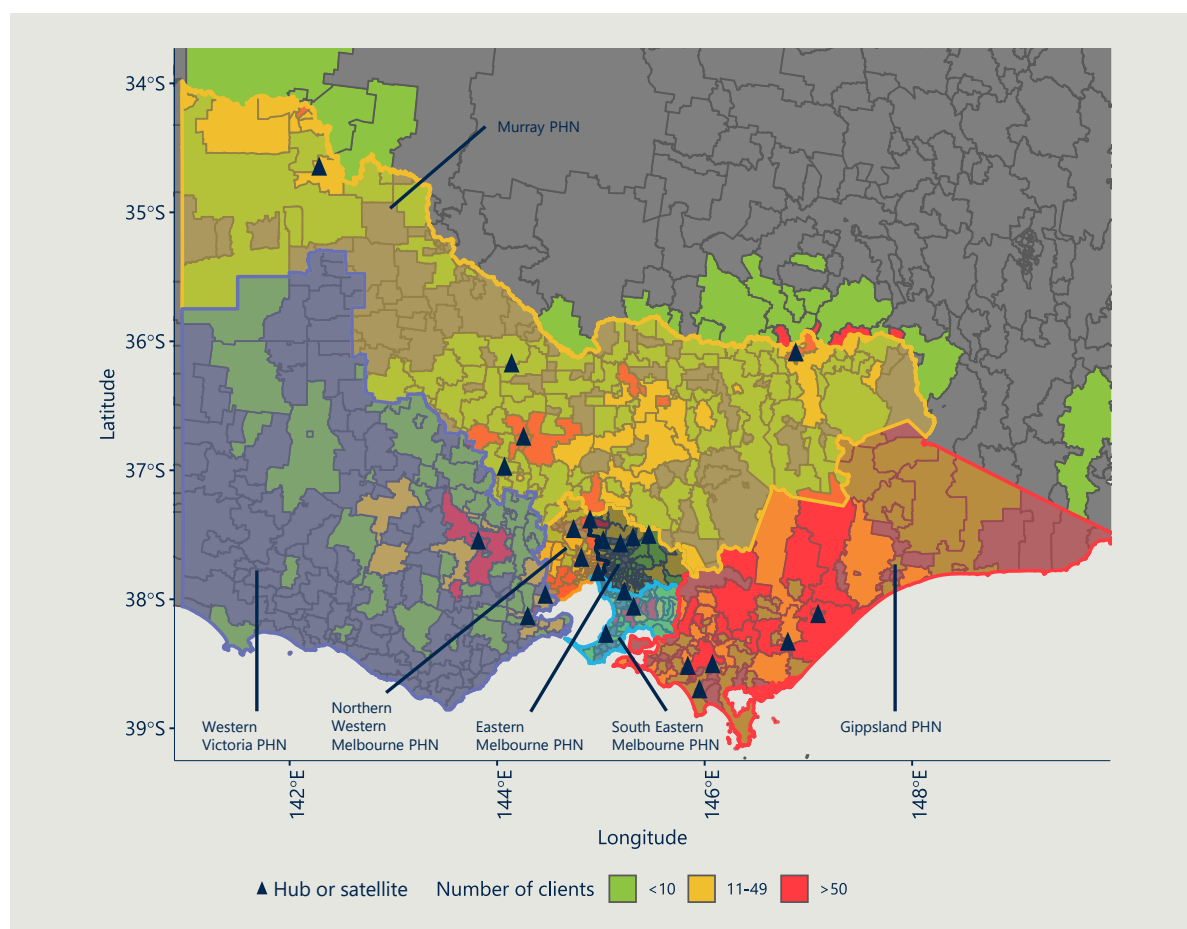 34°S
Murray PHN
35°S
36°S
Latitude
37°S
38°S
39°S
Western
Victoria PHN
Northern
Western
Melbourne PHN
Eastern
Melbourne PHN
South Eastern
Melbourne PHN
Gippsland PHN
142°E
144°E
146°E
148°E
Longitude
Hub or satellite Number of clients <10 11-49 >50